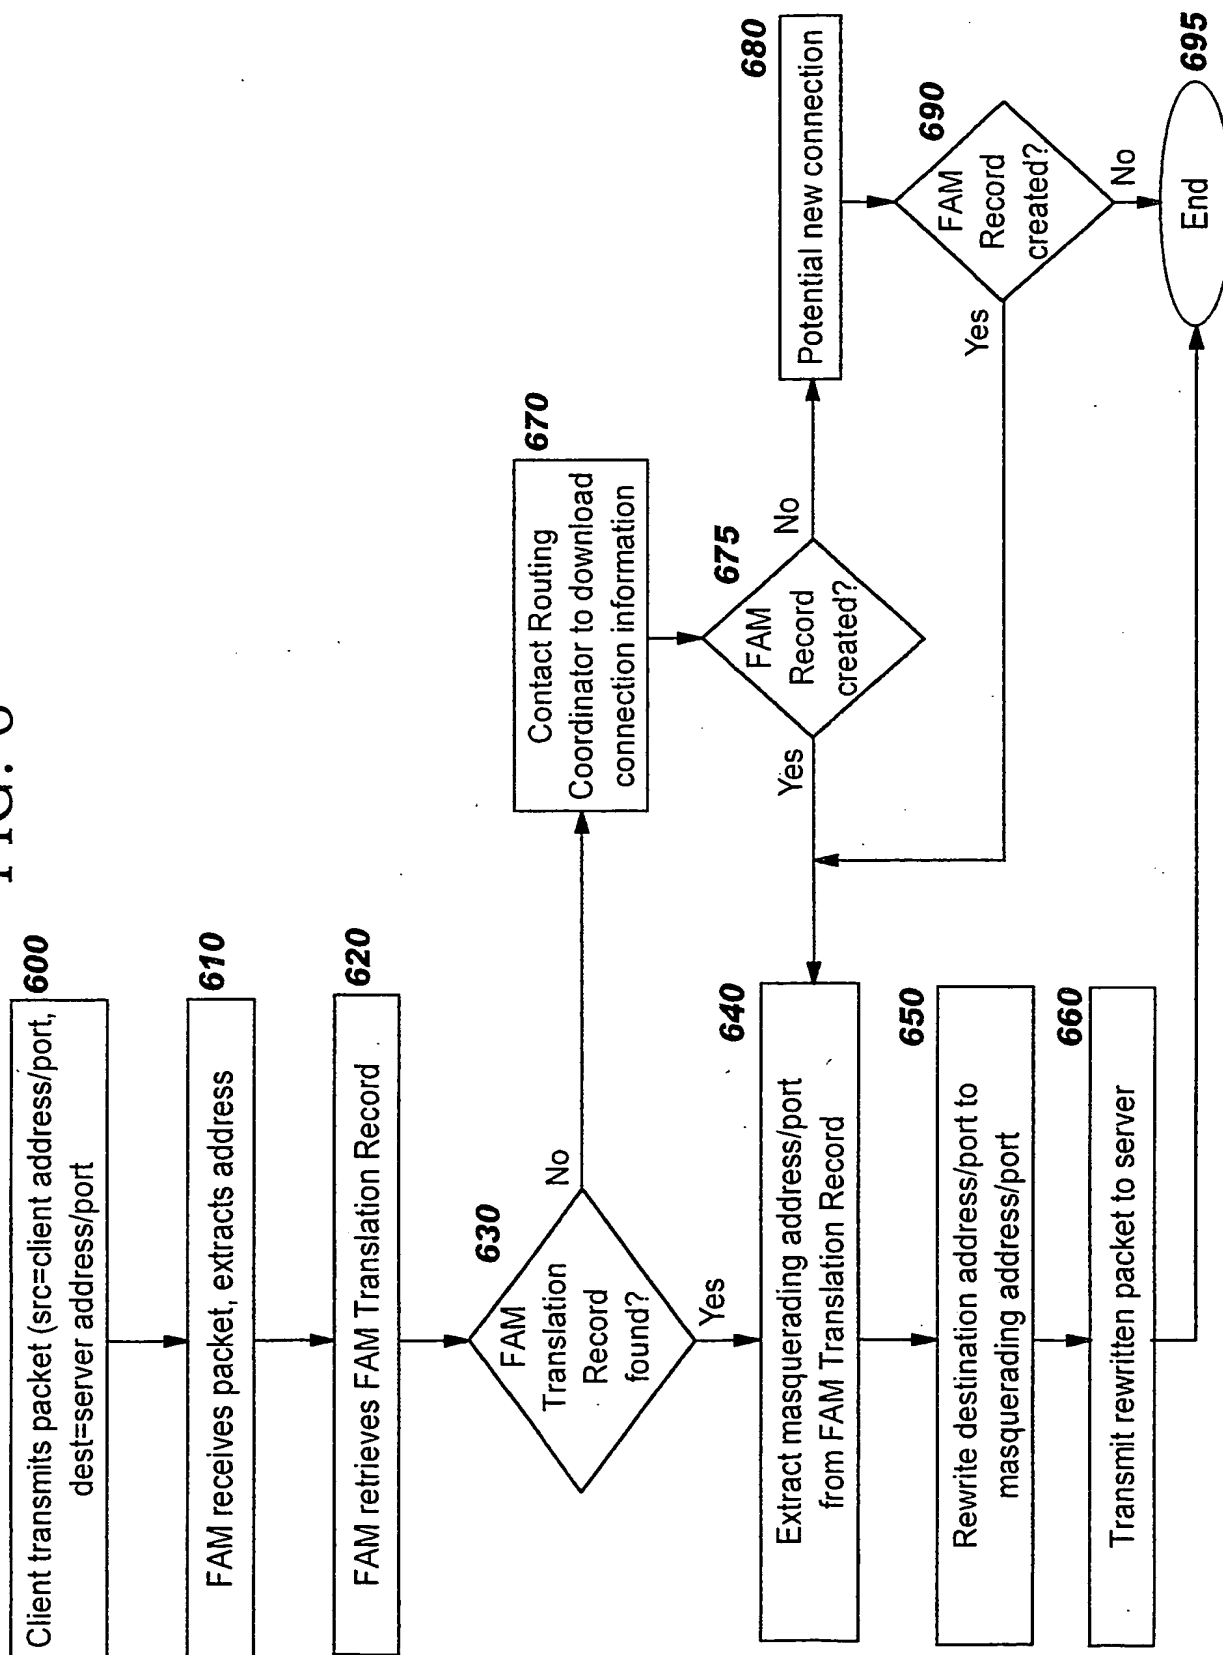 FIG. 6
600
Client transmits packet (src=client address/port,
dest=server address/port
610
FAM receives packet, extracts address
620
FAM retrieves FAM Translation Record
630
FAM
Translation
Record
found?
No
Yes
670
Contact Routing
Coordinator to download
connection information
675
FAM
Record
created?
No
Yes
680
Potential new connection
690
FAM
Record
created?
Yes
No
640
Extract masquerading address/port
from FAM Translation Record
650
Rewrite destination address/port to
masquerading address/port
660
Transmit rewritten packet to server
695
End